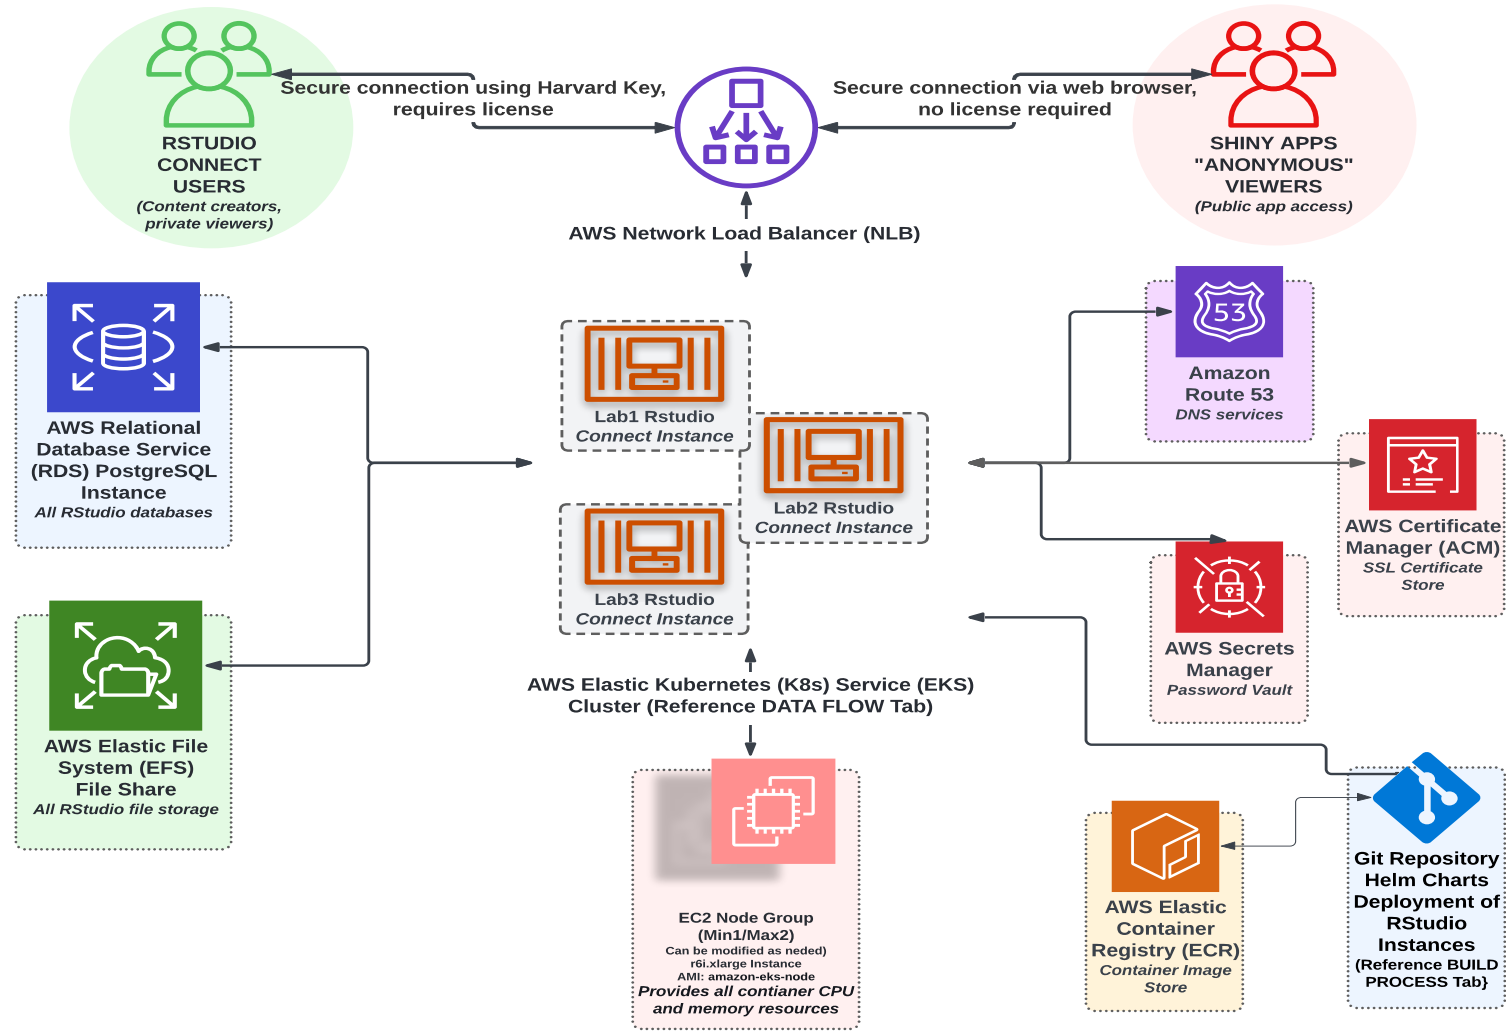 RSTUDIO
CONNECT
USERS
(Content creators,
private viewers)
Secure connection using Harvard Key,
requires license
Secure connection via web browser,
no license required
SHINY APPS
"ANONYMOUS"
VIEWERS
(Public app access)
AWS Network Load Balancer (NLB)
AWS Relational
Database Service
(RDS) PostgreSQL
Instance
All RStudio databases
Lab1 Rstudio
Connect Instance
Lab2 Rstudio
Connect Instance
Lab3 Rstudio
Connect Instance
53
Amazon
Route 53
DNS services
AWS Certificate
Manager (ACM)
SSL Certificate
Store
AWS Secrets
Manager
Password Vault
AWS Elastic File
System (EFS)
File Share
All RStudio file storage
AWS Elastic Kubernetes (K8s) Service (EKS)
Cluster (Reference DATA FLOW Tab)
EC2 Node Group
(Min1/Max2)
Can be modified as neded)
r6i.xlarge Instance
AMI: amazon-eks-node
Provides all contianer CPU
and memory resources
AWS Elastic
Container
Registry (ECR)
Container Image
Store
Git Repository
Helm Charts
Deployment of
RStudio
Instances
(Reference BUILD
PROCESS Tab}